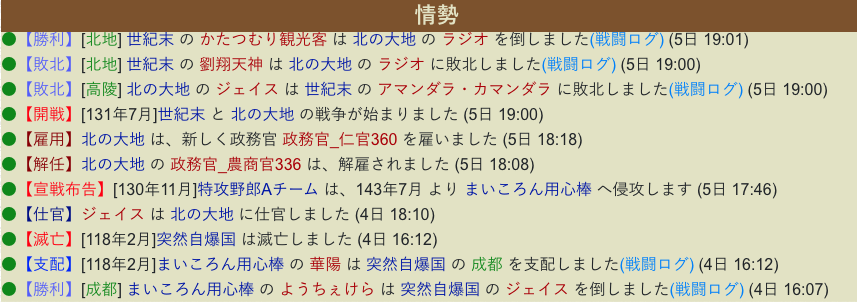 情勢
●【勝利】[北地] 世紀末 の かたつむり観光客 は 北の大地 の ラジオ を倒しました(戦闘ログ) (5日 19:01)
●【敗北】[北地] 世紀末 の 劉翔天神 は 北の大地 の ラジオ に敗北しました(戦闘ログ) (5日 19:00)
●【敗北】[高陵] 北の大地 の ジェイス は 世紀末 の アマンダラ・カマンダラ に敗北しました(戦闘ログ) (5日 19:00)
●【開戦】[131年7月]世紀末 と 北の大地 の戦争が始まりました (5日 19:00)
●【雇用】北の大地 は、新しく政務官 政務官_仁官360 を雇いました (5日 18:18)
●【解任】北の大地 の 政務官_農商官336 は、解雇されました (5日 18:08)
●【宣戦布告】[130年11月]特攻野郎Aチーム は、143年7月 より まいころん用心棒 へ侵攻します (5日 17:46)
●【仕官】ジェイス は 北の大地 に仕官しました (4日 18:10)
●【滅亡】[118年2月]突然自爆国 は滅亡しました (4日 16:12)
●【支配】[118年2月]まいころん用心棒 の 華陽 は 突然自爆国 の 成都 を支配しました(戦闘ログ) (4日 16:12)
●【勝利】[成都] まいころん用心棒 の ようちぇけら は 突然自爆国 の ジェイス を倒しました(戦闘ログ) (4日 16:07)